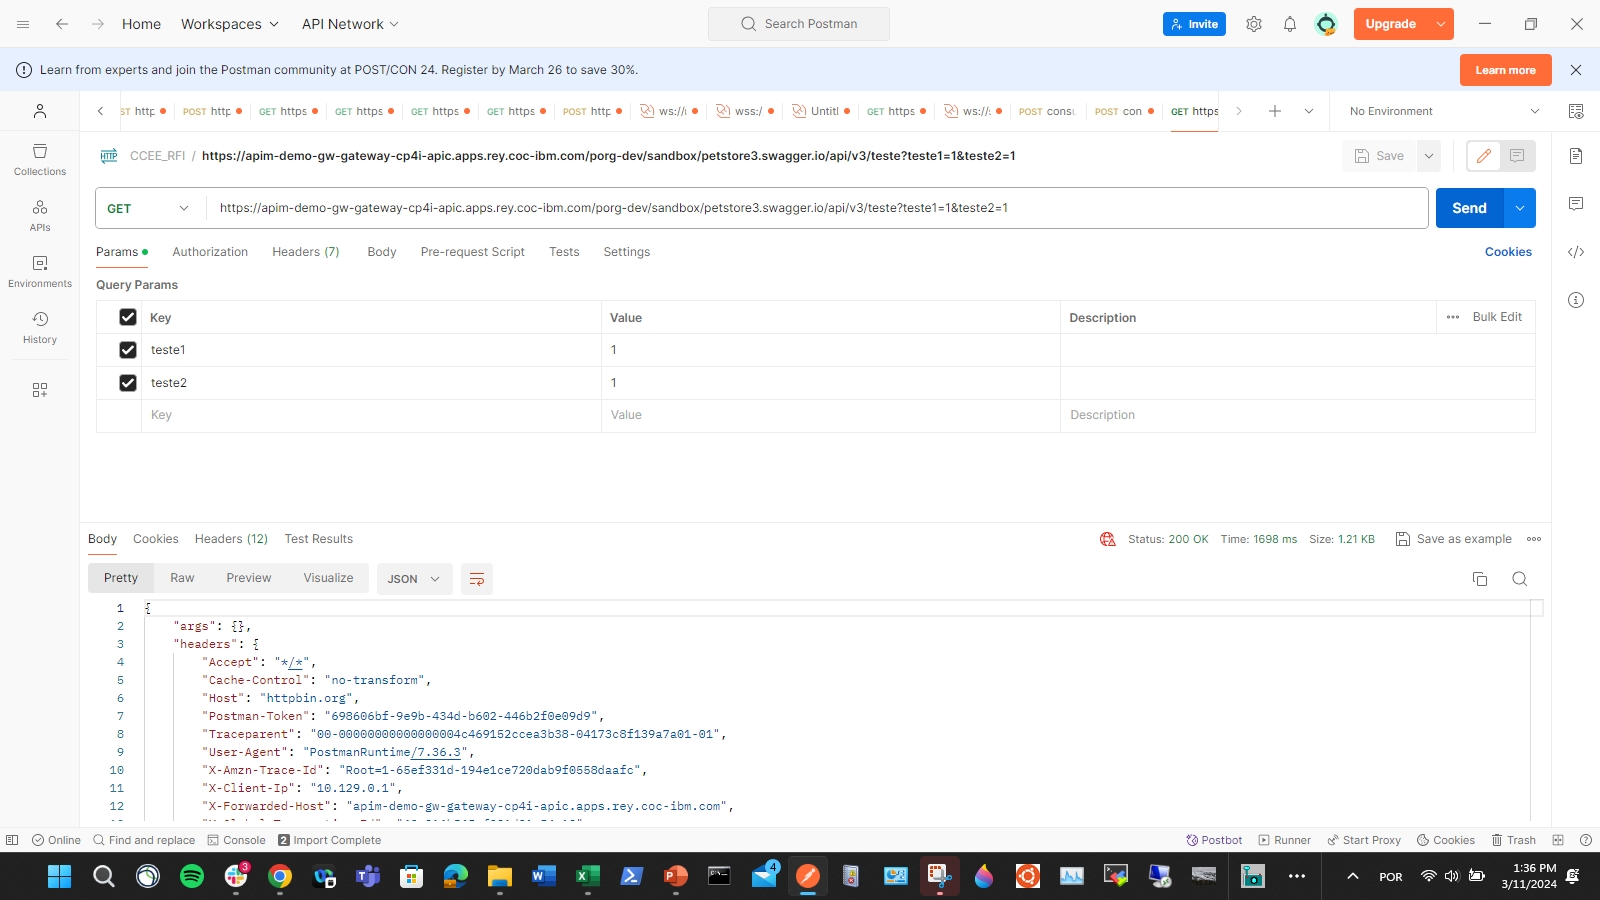 Home Workspaces API Network Search Postman Invite Upgrade
Learn from experts and join the Postman community at POST/CON 24. Register by March 26 to save 30%. Learn more
ST http POST http GET https GET https GET https GET https POST http ws:// wss:/ Untitl GET https ws:// POST cons POST con GET https No Environment
HTTP CCEE_RFI / https://apim-demo-gw-gateway-cp4i-apic.apps.rey.coc-ibm.com/porg-dev/sandbox/petstore3.swagger.io/api/v3/teste?teste1=1&teste2=1 Save
GET https://apim-demo-gw-gateway-cp4i-apic.apps.rey.coc-ibm.com/porg-dev/sandbox/petstore3.swagger.io/api/v3/teste?teste1=1&teste2=1 Send
Collections
APIs
Environments
History
Params Authorization Headers (7) Body Pre-request Script Tests Settings Cookies
Query Params
Key Value Description Bulk Edit
teste1 1
teste2 1
Key Value Description
Body Cookies Headers (12) Test Results Status: 200 OK Time: 1698 ms Size: 1.21 KB Save as example
Pretty Raw Preview Visualize JSON
1 {
2 "args": {},
3 "headers": {
4 "Accept": "*/*",
5 "Cache-Control": "no-transform",
6 "Host": "httpbin.org",
7 "Postman-Token": "698606bf-9e9b-434d-b602-446b2f0e09d9",
8 "Traceparent": "00-00000000000000004c469152ccea3b38-04173c8f139a7a01-01",
9 "User-Agent": "PostmanRuntime/7.36.3",
10 "X-Amzn-Trace-Id": "Root=1-65ef331d-194e1ce720dab9f0558daafc",
11 "X-Client-Ip": "10.129.0.1",
12 "X-Forwarded-Host": "apim-demo-gw-gateway-cp4i-apic.apps.rey.coc-ibm.com",
Online Find and replace Console 2 Import Complete Postbot Runner Start Proxy Cookies Trash
3 4 POR 1:36 PM
3/11/2024